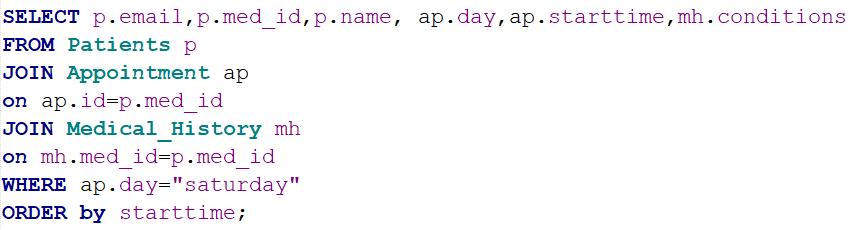 SELECT p.email,p.med_id,p.name, ap.day,ap.starttime,mh.conditions
FROM Patients p
JOIN Appointment ap
on ap.id=p.med_id
JOIN Medical_History mh
on mh.med_id=p.med_id
WHERE ap.day="saturday"
ORDER by starttime;